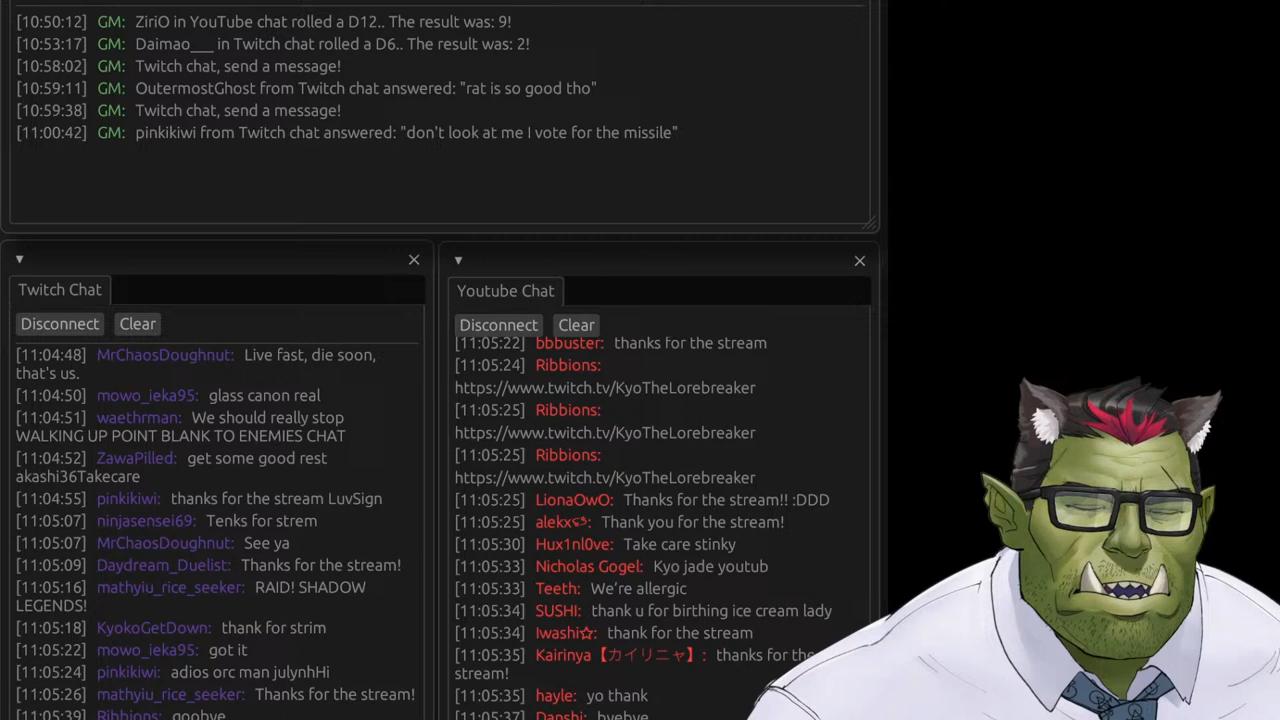 [10:50:12] GM: ZiriO in YouTube chat rolled a D12.. The result was: 9!
[10:53:17] GM: Daimao___ in Twitch chat rolled a D6.. The result was: 2!
[10:58:02] GM: Twitch chat, send a message!
[10:59:11] GM: OutermostGhost from Twitch chat answered: "rat is so good tho"
[10:59:38] GM: Twitch chat, send a message!
[11:00:42] GM: pinkikiwi from Twitch chat answered: "don't look at me I vote for the missile"
Twitch Chat
Disconnect Clear
[11:04:48] MrChaosDoughnut: Live fast, die soon,
that's us.
[11:04:50] mowo_ieka95: glass canon real
[11:04:51] waethrman: We should really stop
WALKING UP POINT BLANK TO ENEMIES CHAT
[11:04:52] ZawaPilled: get some good rest
akashi36Takecare
[11:04:55] pinkikiwi: thanks for the stream LuvSign
[11:05:07] ninjasensei69: Tenks for strem
[11:05:07] MrChaosDoughnut: See ya
[11:05:09] Daydream_Duelist: Thanks for the stream!
[11:05:16] mathyiu_rice_seeker: RAID! SHADOW
LEGENDS!
[11:05:18] KyokoGetDown: thank for strim
[11:05:22] mowo_ieka95: got it
[11:05:24] pinkikiwi: adios orc man julynhHi
[11:05:26] mathyiu_rice_seeker: Thanks for the stream!
[11:05:39] Ribbions: goobye
Youtube Chat
Disconnect Clear
[11:05:22] bbbuster: thanks for the stream
[11:05:24] Ribbions:
https://www.twitch.tv/KyoTheLorebreaker
[11:05:25] Ribbions:
https://www.twitch.tv/KyoTheLorebreaker
[11:05:25] Ribbions:
https://www.twitch.tv/KyoTheLorebreaker
[11:05:25] LionaOwO: Thanks for the stream!! :DDD
[11:05:25] alekx: Thank you for the stream!
[11:05:30] Hux1nl0ve: Take care stinky
[11:05:33] Nicholas Gogel: Kyo jade youtub
[11:05:33] Teeth: We're allergic
[11:05:34] SUSHI: thank u for birthing ice cream lady
[11:05:34] Iwashi☆: thank for the stream
[11:05:35] Kairinya【カイリニャ】: thanks for the
stream!
[11:05:35] hayle: yo thank
[11:05:37] Danshi: byebye